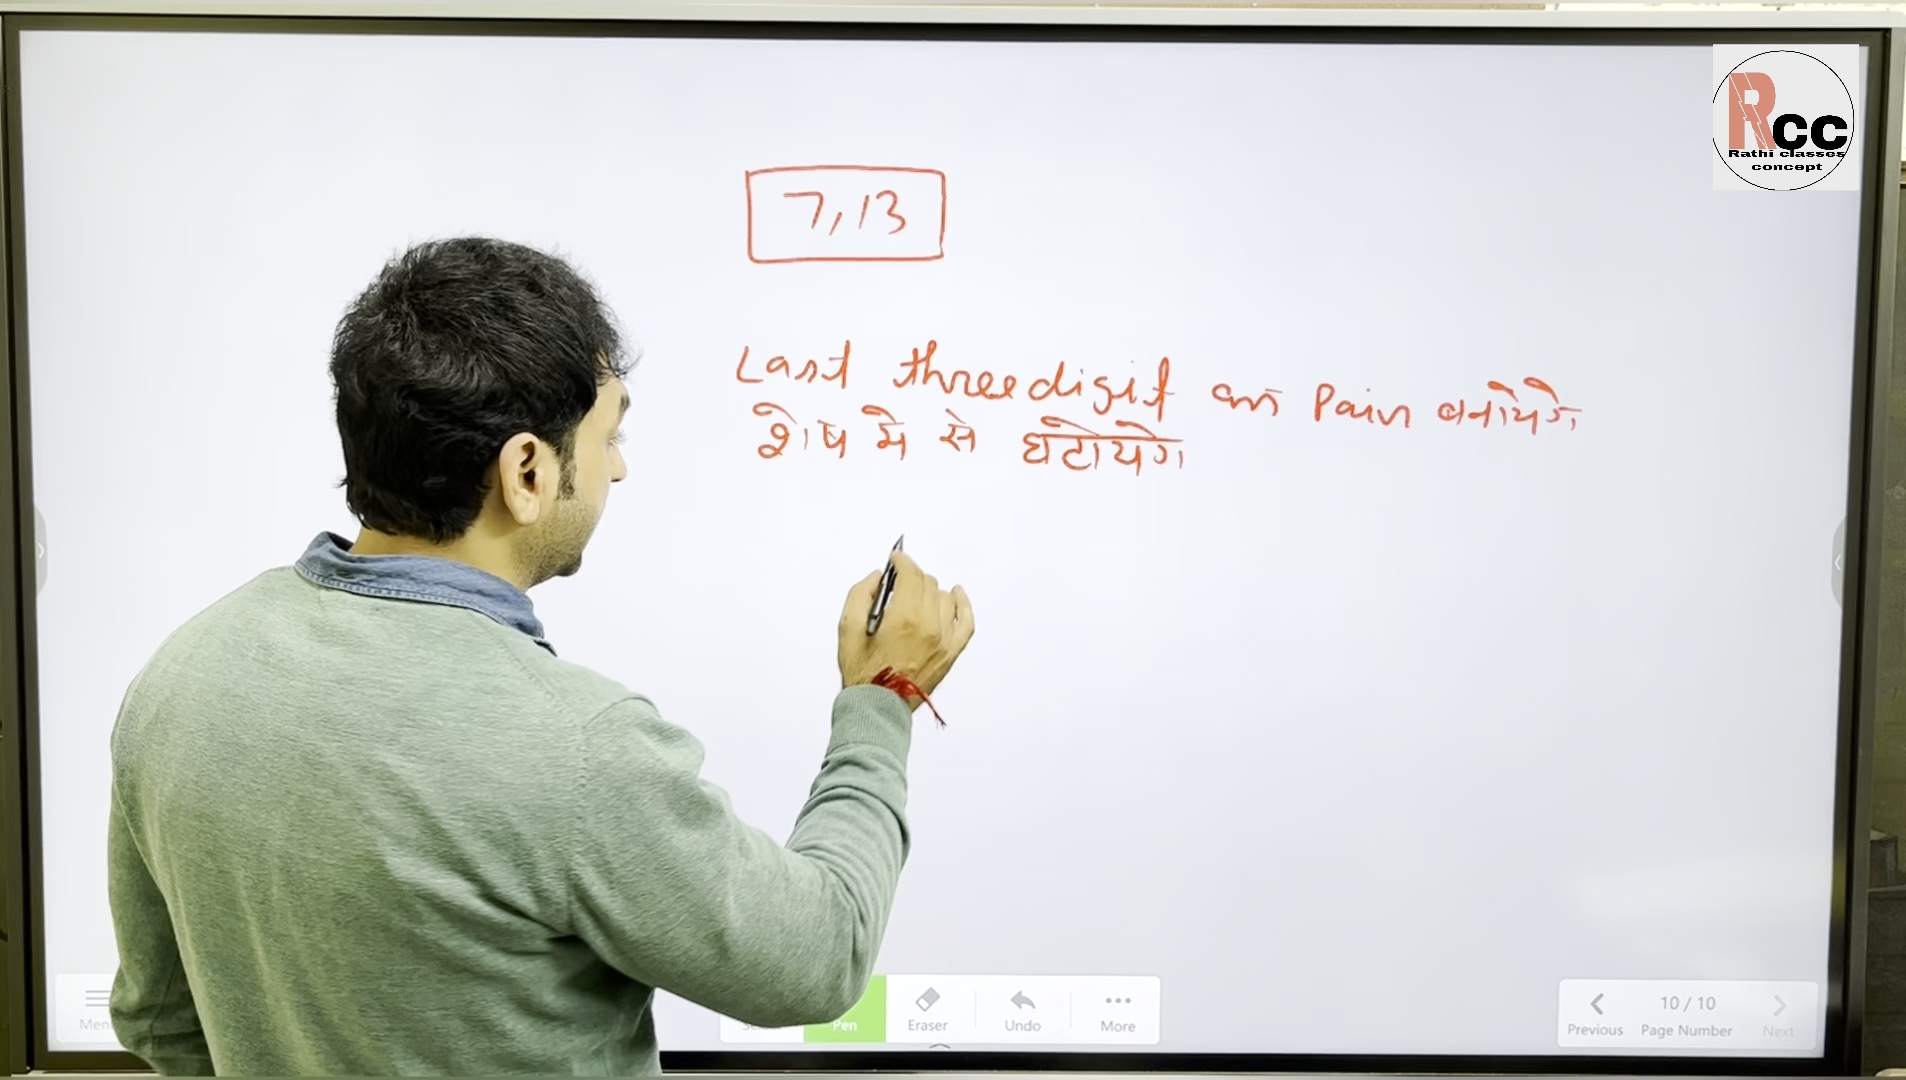 RCC
Rathi classes
concept
7,13
Last three digit का Pair बनायेगे
शेष मे से घटायेगे
Pen
Eraser
Undo
More
10 / 10
Previous
Page Number
Next